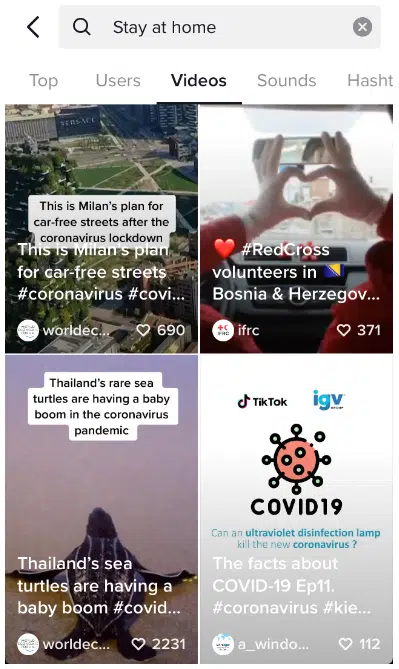 Stay at home
Top Users Videos Sounds Hasht
VERSACE
This is Milan's plan for
car-free streets after the
coronavirus lockdown
This is Milan's plan
for car-free streets
#coronavirus #covi...
worldec... 690
❤️ #RedCross
volunteers in 🇧🇦
Bosnia & Herzegov...
ifrc 371
Thailand's rare sea
turtles are having a baby
boom in the coronavirus
pandemic
Thailand's sea
turtles are having a
baby boom #covid...
worldec... 2231
TikTok igv
COVID19
Can an ultraviolet disinfection lamp
kill the new coronavirus ?
The facts about
COVID-19 Ep11.
#coronavirus #kie...
a_windo... 112